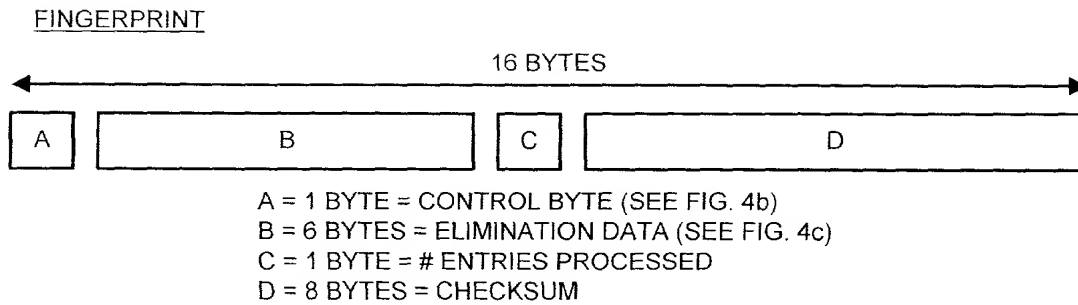 FINGERPRINT
16 BYTES
A B C D
A = 1 BYTE = CONTROL BYTE (SEE FIG. 4b)
B = 6 BYTES = ELIMINATION DATA (SEE FIG. 4c)
C = 1 BYTE = # ENTRIES PROCESSED
D = 8 BYTES = CHECKSUM